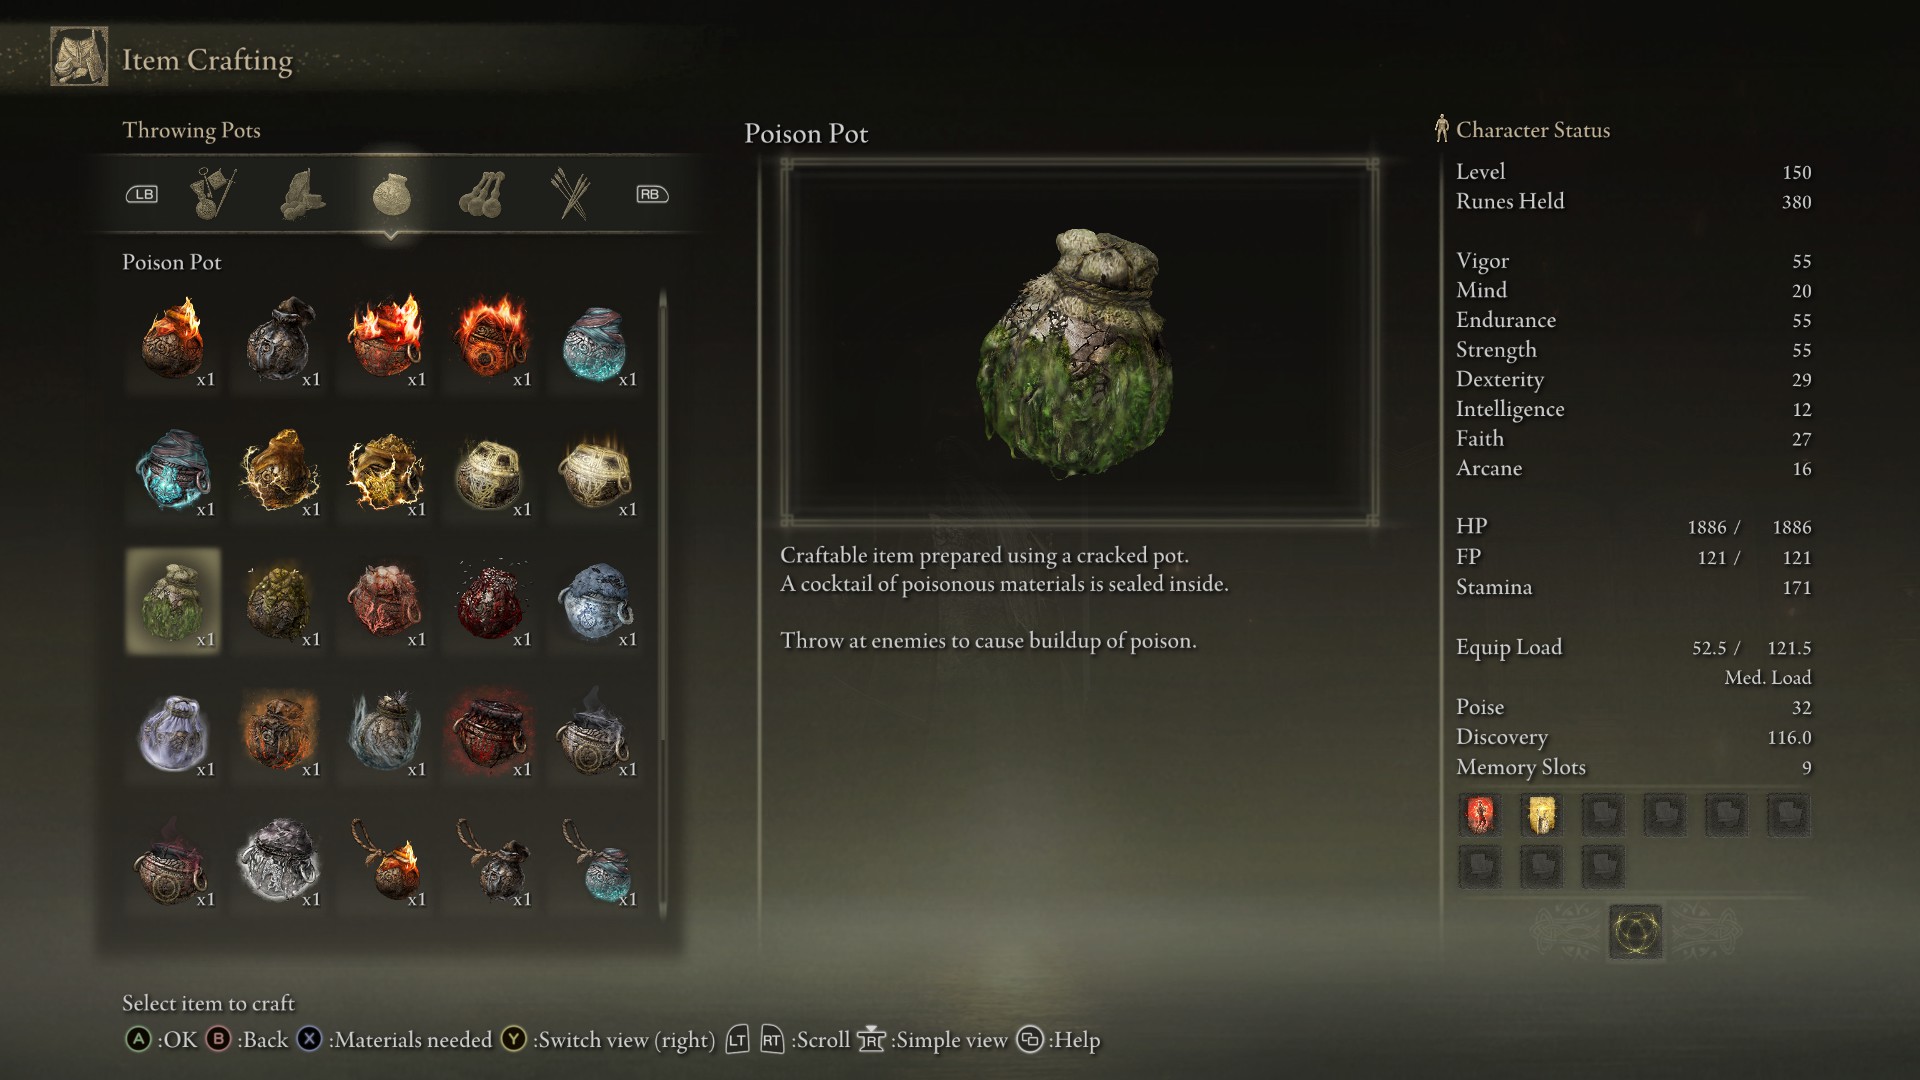 Item Crafting
Throwing Pots
LB
RB
Poison Pot
x1 x1 x1 x1 x1
x1 x1 x1 x1 x1
x1 x1 x1 x1 x1
x1 x1 x1 x1 x1
x1 x1 x1 x1 x1
Poison Pot
Craftable item prepared using a cracked pot.
A cocktail of poisonous materials is sealed inside.
Throw at enemies to cause buildup of poison.
Character Status
Level 150
Runes Held 380
Vigor 55
Mind 20
Endurance 55
Strength 55
Dexterity 29
Intelligence 12
Faith 27
Arcane 16
HP 1886 / 1886
FP 121 / 121
Stamina 171
Equip Load 52.5 / 121.5
Med. Load
Poise 32
Discovery 116.0
Memory Slots 9
Select item to craft
A :OK B :Back X :Materials needed Y :Switch view (right) LT RT :Scroll R :Simple view :Help